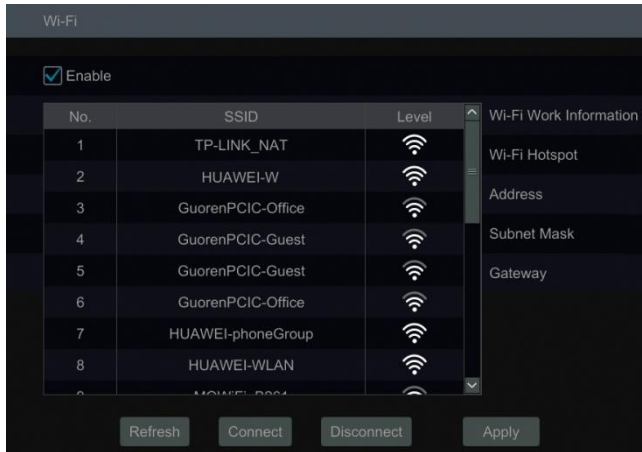 Wi-Fi
Enable
No. SSID Level
1 TP-LINK_NAT
2 HUAWEI-W
3 GuorenPCIC-Office
4 GuorenPCIC-Guest
5 GuorenPCIC-Guest
6 GuorenPCIC-Office
7 HUAWEI-phoneGroup
8 HUAWEI-WLAN
Wi-Fi Work Information
Wi-Fi Hotspot
Address
Subnet Mask
Gateway
Refresh Connect Disconnect Apply